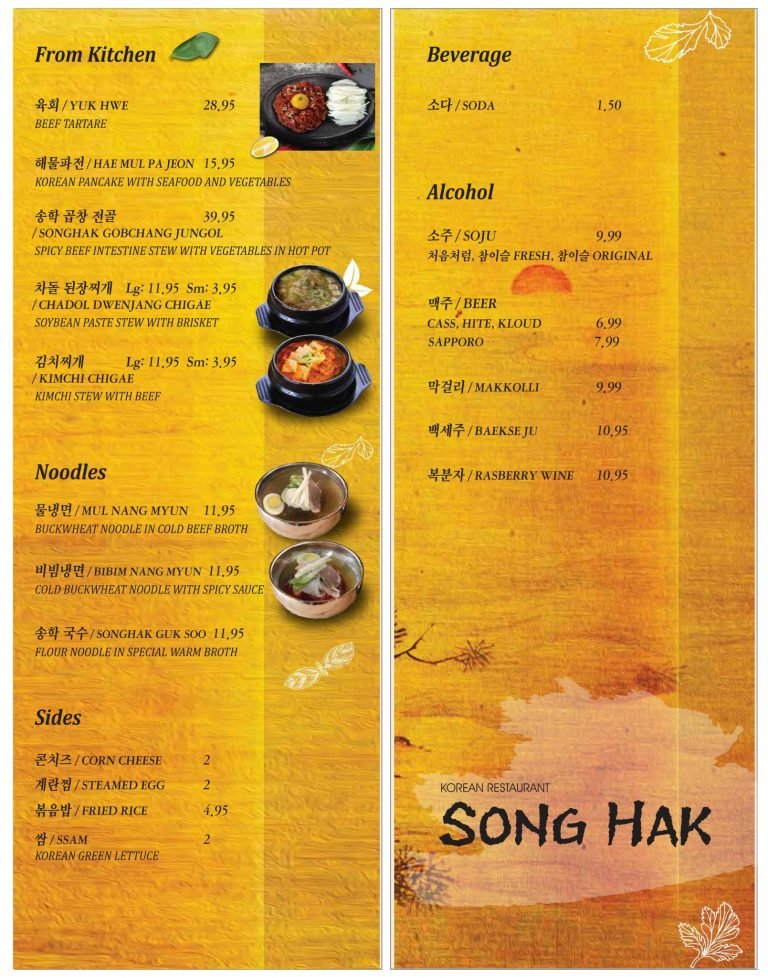 From Kitchen
육회 / YUK HWE 28.95
BEEF TARTARE
해물파전 / HAE MUL PA JEON 15.95
KOREAN PANCAKE WITH SEAFOOD AND VEGETABLES
송학 곱창 전골 39.95
/ SONGHAK GOBCHANG JUNGOL
SPICY BEEF INTESTINE STEW WITH VEGETABLES IN HOT POT
차돌 된장찌개 Lg: 11.95 Sm: 3.95
/ CHADOL DWENJANG CHIGAE
SOYBEAN PASTE STEW WITH BRISKET
김치찌개 Lg: 11.95 Sm: 3.95
/ KIMCHI CHIGAE
KIMCHI STEW WITH BEEF
Noodles
물냉면 / MUL NANG MYUN 11.95
BUCKWHEAT NOODLE IN COLD BEEF BROTH
비빔냉면 / BIBIM NANG MYUN 11.95
COLD BUCKWHEAT NOODLE WITH SPICY SAUCE
송학 국수 / SONGHAK GUK SOO 11.95
FLOUR NOODLE IN SPECIAL WARM BROTH
Sides
콘치즈 / CORN CHEESE 2
계란찜 / STEAMED EGG 2
볶음밥 / FRIED RICE 4.95
쌈 / SSAM 2
KOREAN GREEN LETTUCE
Beverage
소다 / SODA 1.50
Alcohol
소주 / SOJU 9.99
처음처럼, 참이슬 FRESH, 참이슬 ORIGINAL
맥주 / BEER
CASS, HITE, KLOUD 6.99
SAPPORO 7.99
막걸리 / MAKKOLLI 9.99
백세주 / BAEKSE JU 10.95
복분자 / RASBERRY WINE 10.95
KOREAN RESTAURANT
SONG HAK